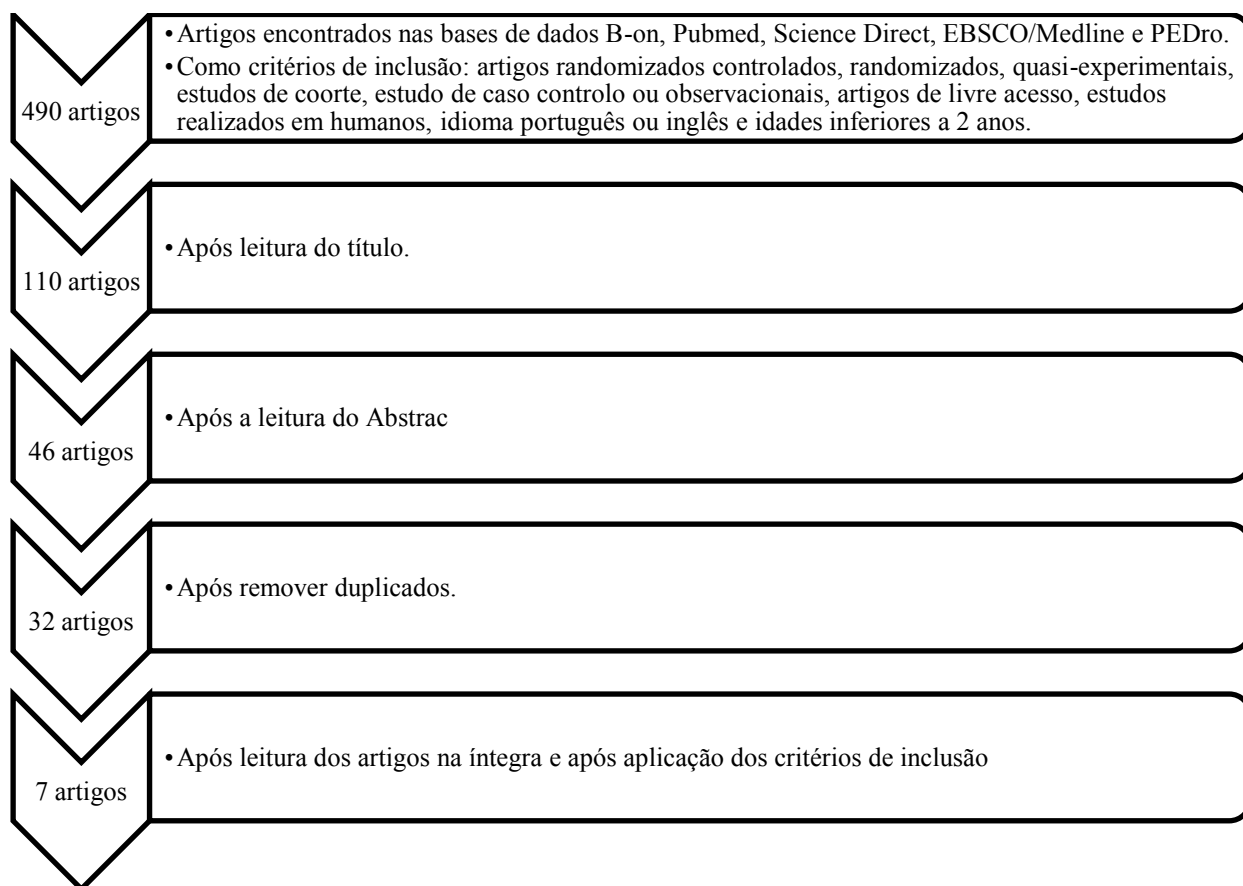 •Artigos encontrados nas bases de dados B-on, Pubmed, Science Direct, EBSCO/Medline e PEDro.
•Como critérios de inclusão: artigos randomizados controlados, randomizados, quasi-experimentais,
estudos de coorte, estudo de caso controlo ou observacionais, artigos de livre acesso, estudos
realizados em humanos, idioma português ou inglês e idades inferiores a 2 anos.
490 artigos
•Após leitura do título.
110 artigos
•Após a leitura do Abstrac
46 artigos
•Após remover duplicados.
32 artigos
•Após leitura dos artigos na íntegra e após aplicação dos critérios de inclusão
7 artigos